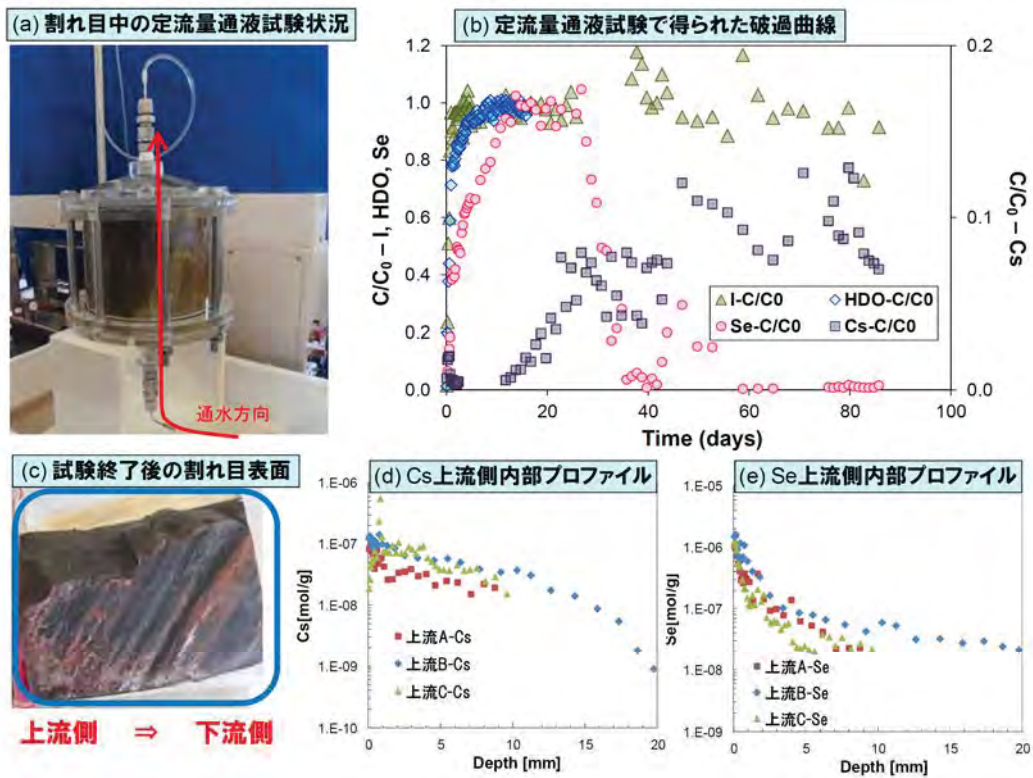 (a) 割れ目中の定流量通液試験状況
通水方向
(b) 定流量通液試験で得られた破過曲線
C/C₀ – I, HDO, Se
1.2
1.0
0.8
0.6
0.4
0.2
0.0
0.2
0.1
0.0
C/C₀ – Cs
I-C/C0
HDO-C/C0
Se-C/C0
Cs-C/C0
0 20 40 60 80 100
Time (days)
(c) 試験終了後の割れ目表面
上流側 ⇒ 下流側
(d) Cs上流側内部プロファイル
Cs[mol/g]
1.E-06
1.E-07
1.E-08
1.E-09
1.E-10
上流A-Cs
上流B-Cs
上流C-Cs
0 5 10 15 20
Depth [mm]
(e) Se上流側内部プロファイル
Se[mol/g]
1.E-05
1.E-06
1.E-07
1.E-08
1.E-09
上流A-Se
上流B-Se
上流C-Se
0 5 10 15 20
Depth [mm]